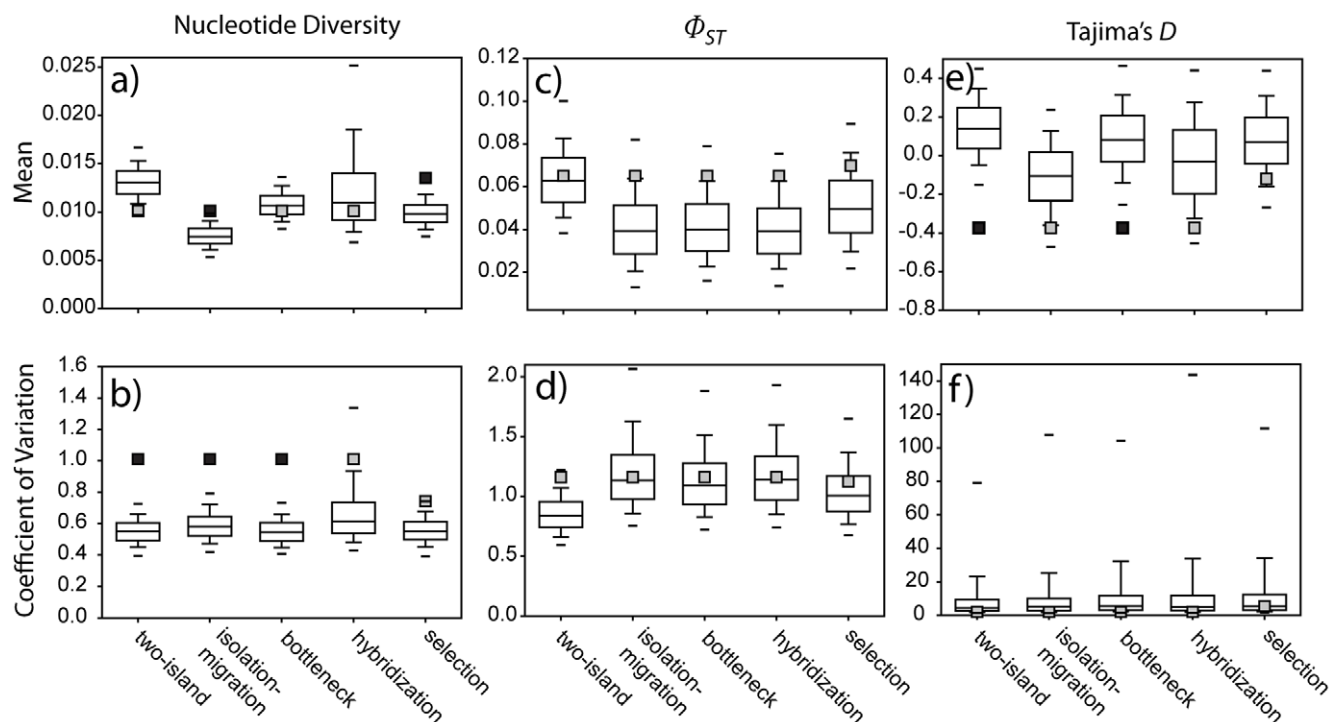 Nucleotide Diversity
Φ_ST
Tajima's D
Mean
a)
0.025
0.020
0.015
0.010
0.005
0.000
c)
0.12
0.10
0.08
0.06
0.04
0.02
e)
0.4
0.2
0.0
-0.2
-0.4
-0.6
-0.8
Coefficient of Variation
b)
1.6
1.4
1.2
1.0
0.8
0.6
0.4
0.2
0.0
d)
2.0
1.5
1.0
0.5
0.0
f)
140
120
100
80
60
40
20
0
two-island
isolation-
migration
bottleneck
hybridization
selection
two-island
isolation-
migration
bottleneck
hybridization
selection
two-island
isolation-
migration
bottleneck
hybridization
selection